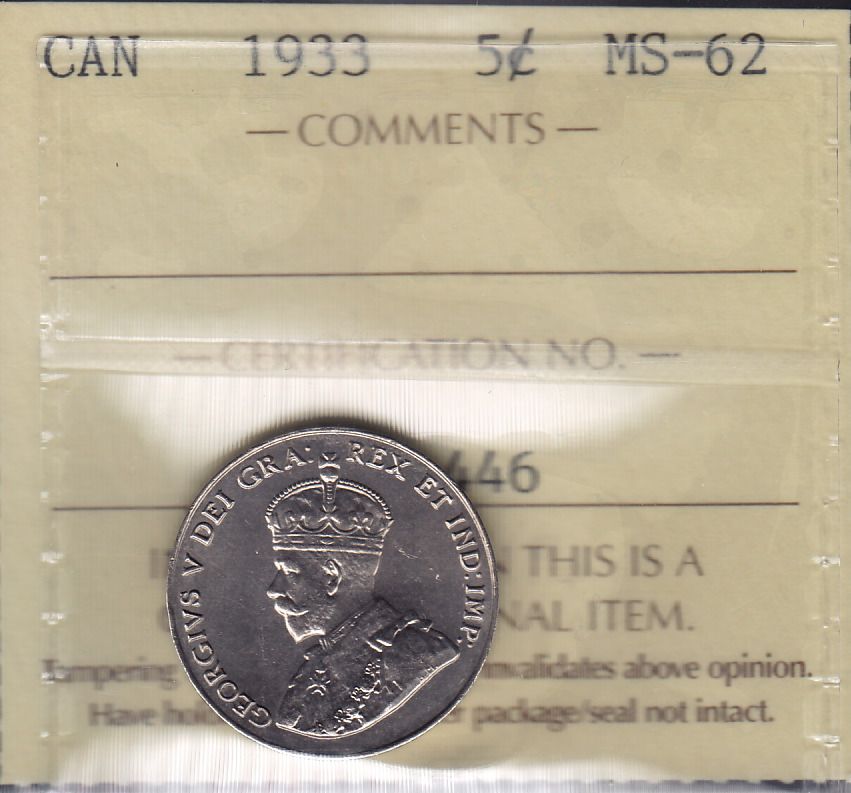 CAN 1933 5¢ MS-62
— COMMENTS —
— CERTIFICATION NO. —
446
GEORGIVS V DEI GRA: REX ET IND: IMP:
THIS IS A
ITEM.
Tampering invalidates above opinion.
Have package/seal not intact.